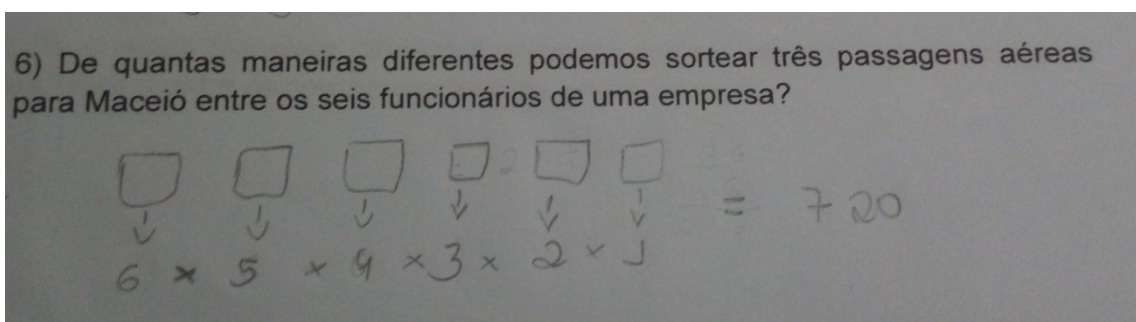 6) De quantas maneiras diferentes podemos sortear três passagens aéreas
para Maceió entre os seis funcionários de uma empresa?
= 720
6 × 5 × 4 × 3 × 2 × 1